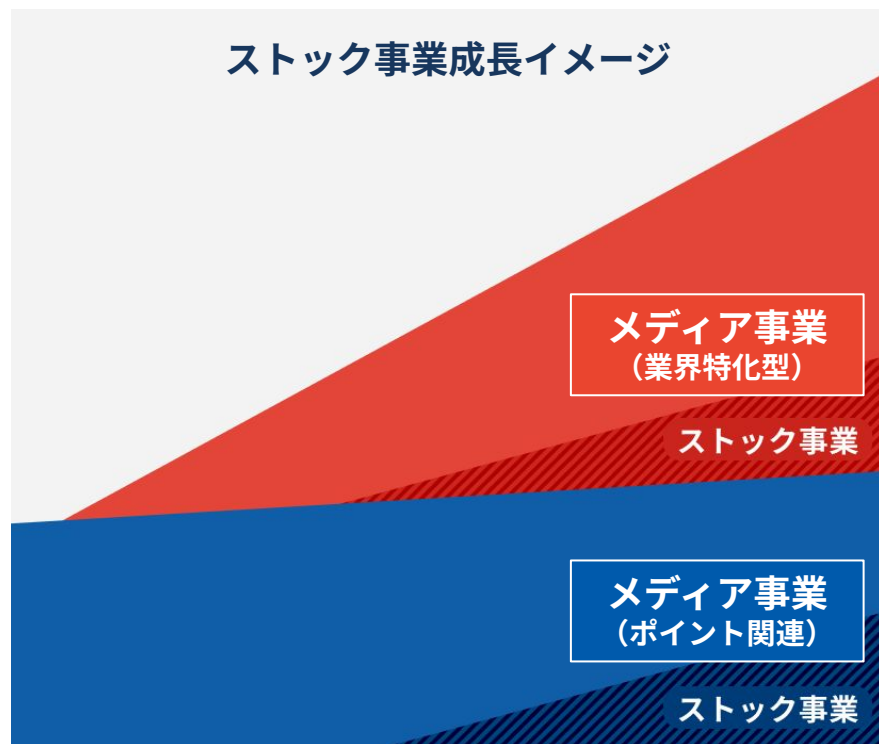 ストック事業成長イメージ
メディア事業
（業界特化型）
ストック事業
メディア事業
（ポイント関連）
ストック事業